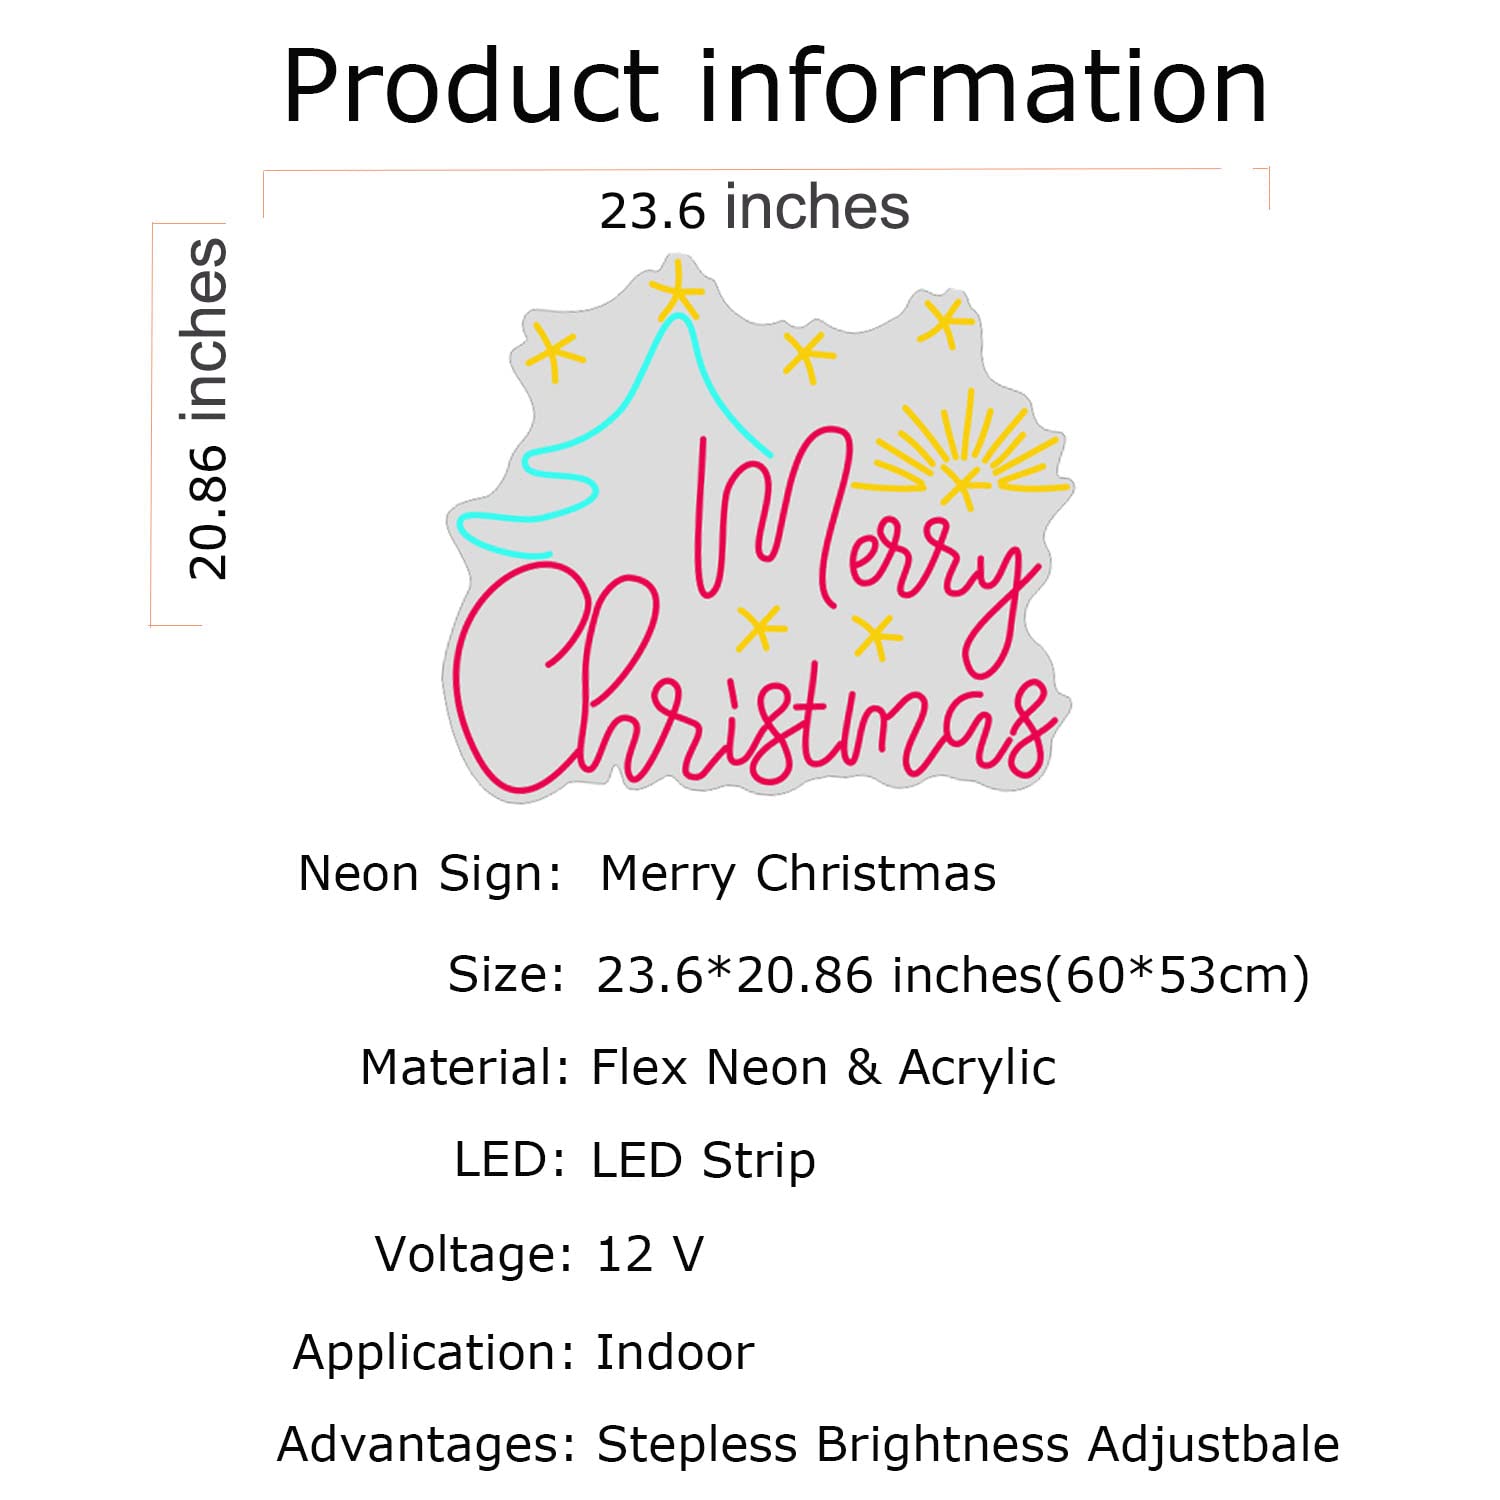 Product information
23.6 inches
20.86 inches
Merry
Christmas
Neon Sign: Merry Christmas
Size: 23.6*20.86 inches(60*53cm)
Material: Flex Neon & Acrylic
LED: LED Strip
Voltage: 12 V
Application: Indoor
Advantages: Stepless Brightness Adjustbale